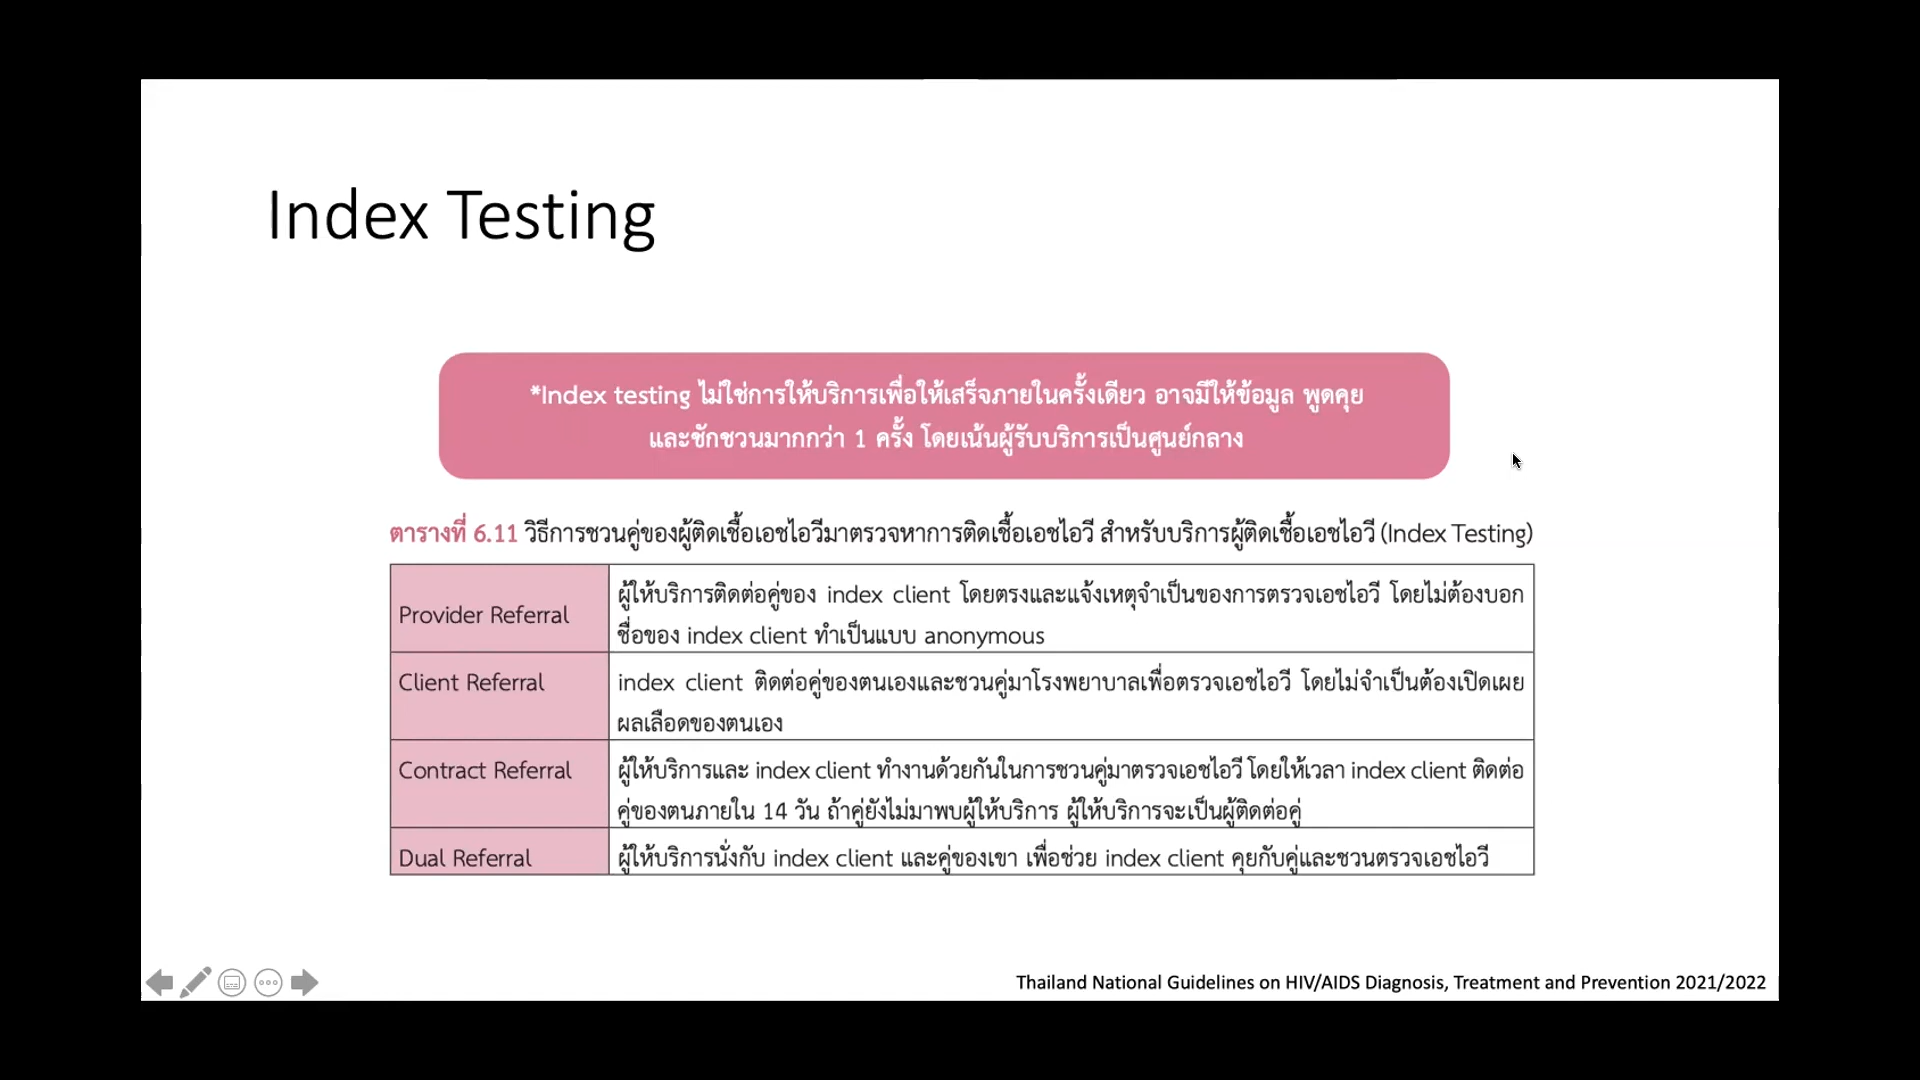 Index Testing
*Index testing ไม่ใช่การให้บริการเพื่อให้เสร็จภายในครั้งเดียว อาจมีให้ข้อมูล พูดคุย
และชักชวนมากกว่า 1 ครั้ง โดยเน้นผู้รับบริการเป็นศูนย์กลาง
ตารางที่ 6.11 วิธีการชวนคู่ของผู้ติดเชื้อเอชไอวีมาตรวจหาการติดเชื้อเอชไอวี สำหรับบริการผู้ติดเชื้อเอชไอวี (Index Testing)
Provider Referral
ผู้ให้บริการติดต่อคู่ของ index client โดยตรงและแจ้งเหตุจำเป็นของการตรวจเอชไอวี โดยไม่ต้องบอก
ชื่อของ index client ทำเป็นแบบ anonymous
Client Referral
index client ติดต่อคู่ของตนเองและชวนคู่มาโรงพยาบาลเพื่อตรวจเอชไอวี โดยไม่จำเป็นต้องเปิดเผย
ผลเลือดของตนเอง
Contract Referral
ผู้ให้บริการและ index client ทำงานด้วยกันในการชวนคู่มาตรวจเอชไอวี โดยให้เวลา index client ติดต่อ
คู่ของตนภายใน 14 วัน ถ้าคู่ยังไม่มาพบผู้ให้บริการ ผู้ให้บริการจะเป็นผู้ติดต่อคู่
Dual Referral
ผู้ให้บริการนั่งกับ index client และคู่ของเขา เพื่อช่วย index client คุยกับคู่และชวนตรวจเอชไอวี
Thailand National Guidelines on HIV/AIDS Diagnosis, Treatment and Prevention 2021/2022